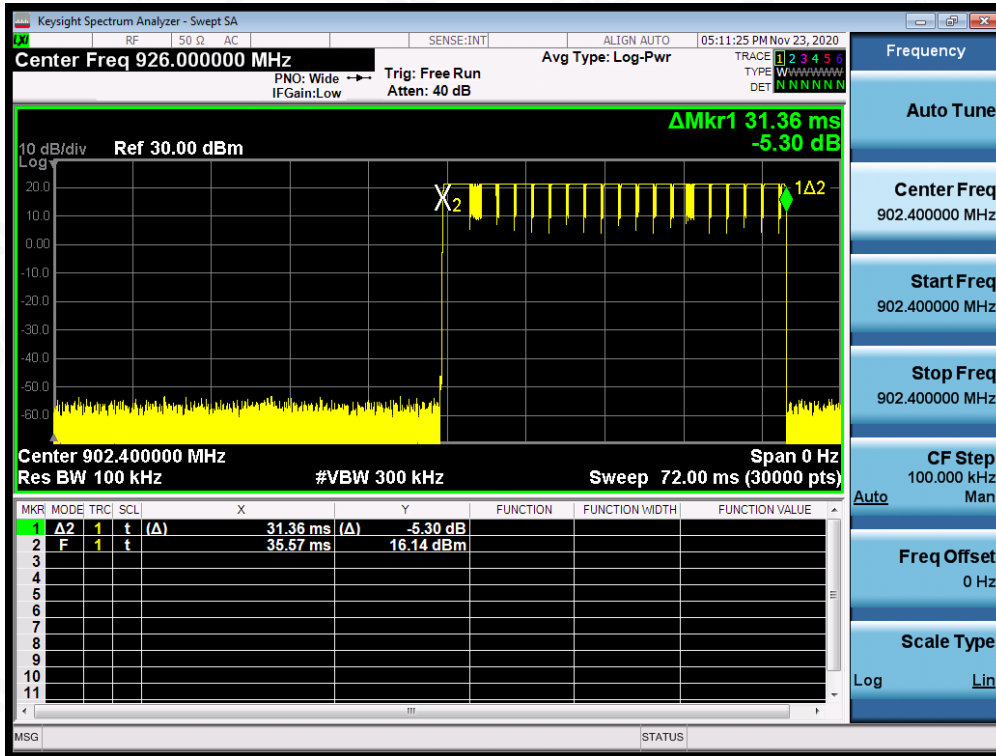 Keysight Spectrum Analyzer - Swept SA
LXI RF 50 Ω AC SENSE:INT ALIGN AUTO 05:11:25 PM Nov 23, 2020
Center Freq 926.000000 MHz Avg Type: Log-Pwr TRACE 1 2 3 4 5 6
PNO: Wide Trig: Free Run TYPE WWWWWW
IFGain:Low Atten: 40 dB DET N N N N N N
ΔMkr1 31.36 ms
-5.30 dB
10 dB/div Ref 30.00 dBm
Log
20.0
10.0
0.00
-10.0
-20.0
-30.0
-40.0
-50.0
-60.0
X2
1Δ2
Center 902.400000 MHz Span 0 Hz
Res BW 100 kHz #VBW 300 kHz Sweep 72.00 ms (30000 pts)
MKR MODE TRC SCL X Y FUNCTION FUNCTION WIDTH FUNCTION VALUE
1 Δ2 1 t (Δ) 31.36 ms (Δ) -5.30 dB
2 F 1 t 35.57 ms 16.14 dBm
3
4
5
6
7
8
9
10
11
MSG STATUS
Frequency
Auto Tune
Center Freq
902.400000 MHz
Start Freq
902.400000 MHz
Stop Freq
902.400000 MHz
CF Step
100.000 kHz
Auto Man
Freq Offset
0 Hz
Scale Type
Log Lin